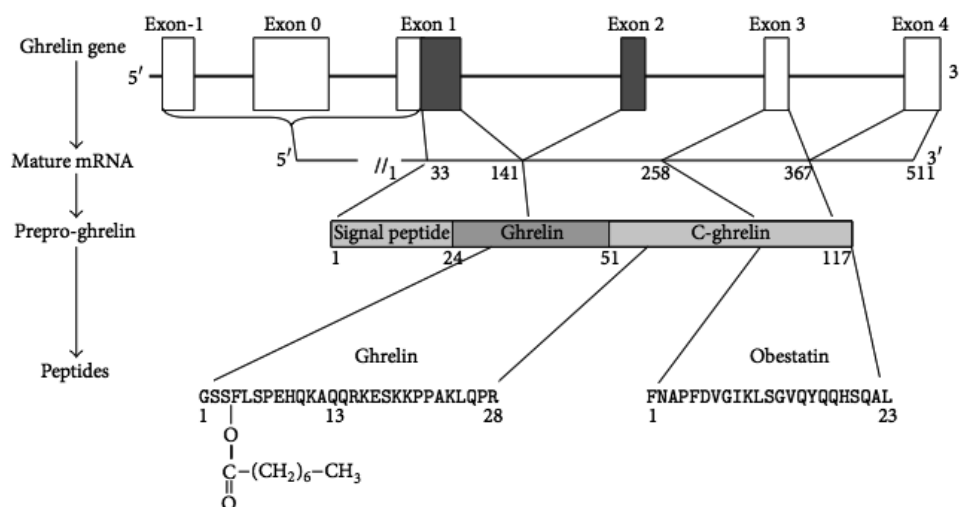 Exon-1 Exon 0 Exon 1 Exon 2 Exon 3 Exon 4
Ghrelin gene
5′ 3
Mature mRNA
5′ //1 33 141 258 367 511 3′
Prepro-ghrelin
Signal peptide Ghrelin C-ghrelin
1 24 51 117
Peptides
Ghrelin Obestatin
GSSFLSPEHQKAQQRKESKKPPAKLQPR FNAPFDVGIKLSGVQYQQHSQAL
1 13 28 1 23
O
C–(CH2)6–CH3
O